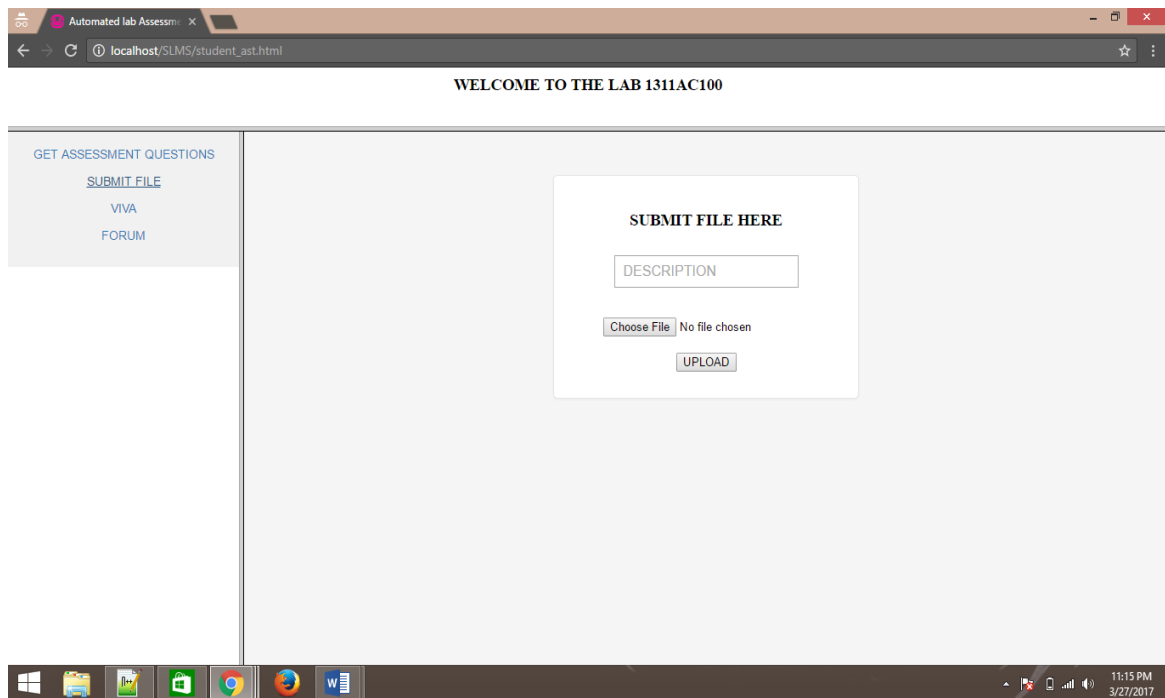 Automated lab Assessme
localhost/SLMS/student_ast.html
WELCOME TO THE LAB 1311AC100
GET ASSESSMENT QUESTIONS
SUBMIT FILE
VIVA
FORUM
SUBMIT FILE HERE
DESCRIPTION
Choose File No file chosen
UPLOAD
11:15 PM
3/27/2017